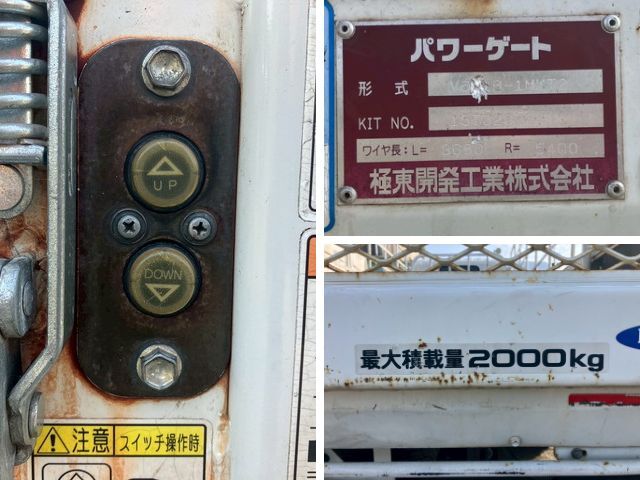 UP
DOWN
注意 スイッチ操作時
パワーゲート
形 式
KIT NO.
ワイヤ長:L= R= 5400
極東開発工業株式会社
最大積載量2000kg